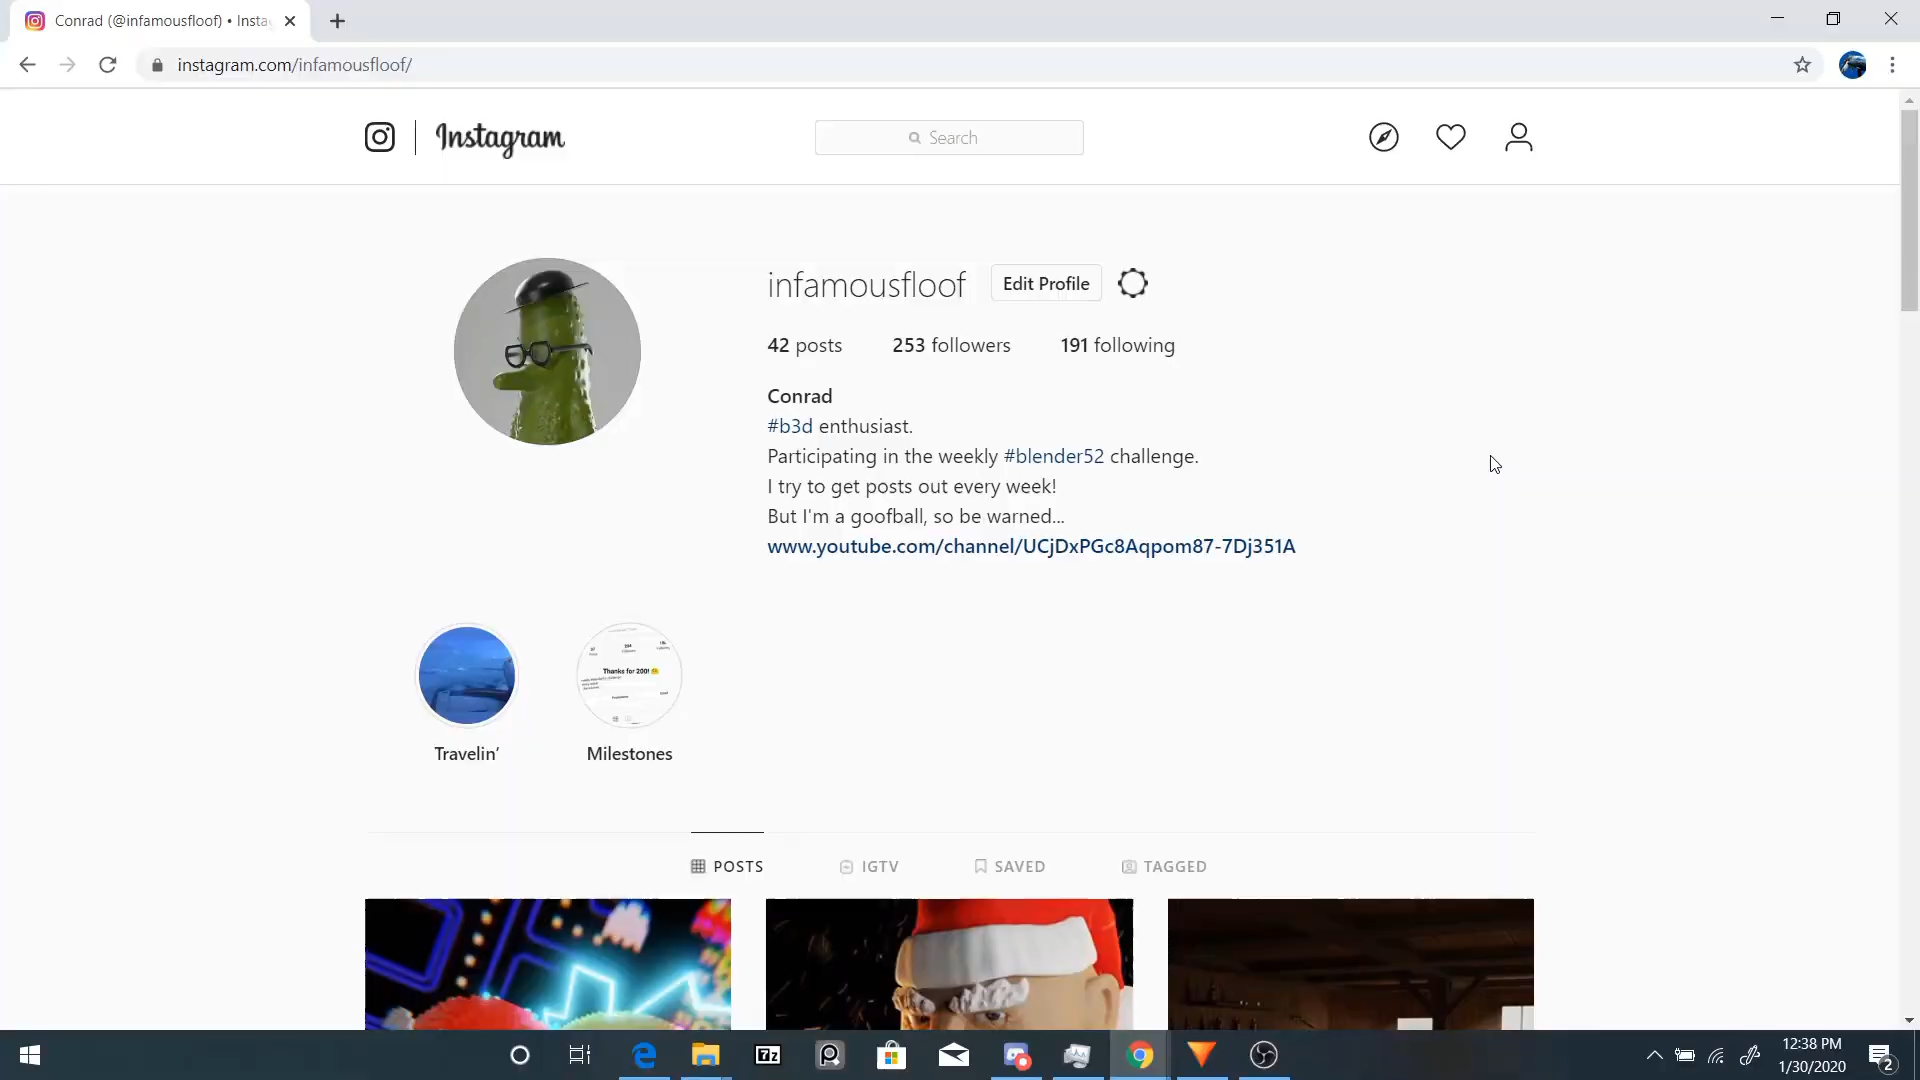 Conrad (@infamousfloof) • Insta
instagram.com/infamousfloof/
Instagram
Search
infamousfloof
Edit Profile
42 posts
253 followers
191 following
Conrad
#b3d enthusiast.
Participating in the weekly #blender52 challenge.
I try to get posts out every week!
But I'm a goofball, so be warned...
www.youtube.com/channel/UCjDxPGc8Aqpom87-7Dj351A
Thanks for 200!
Travelin’
Milestones
POSTS
IGTV
SAVED
TAGGED
7z
12:38 PM
1/30/2020
2